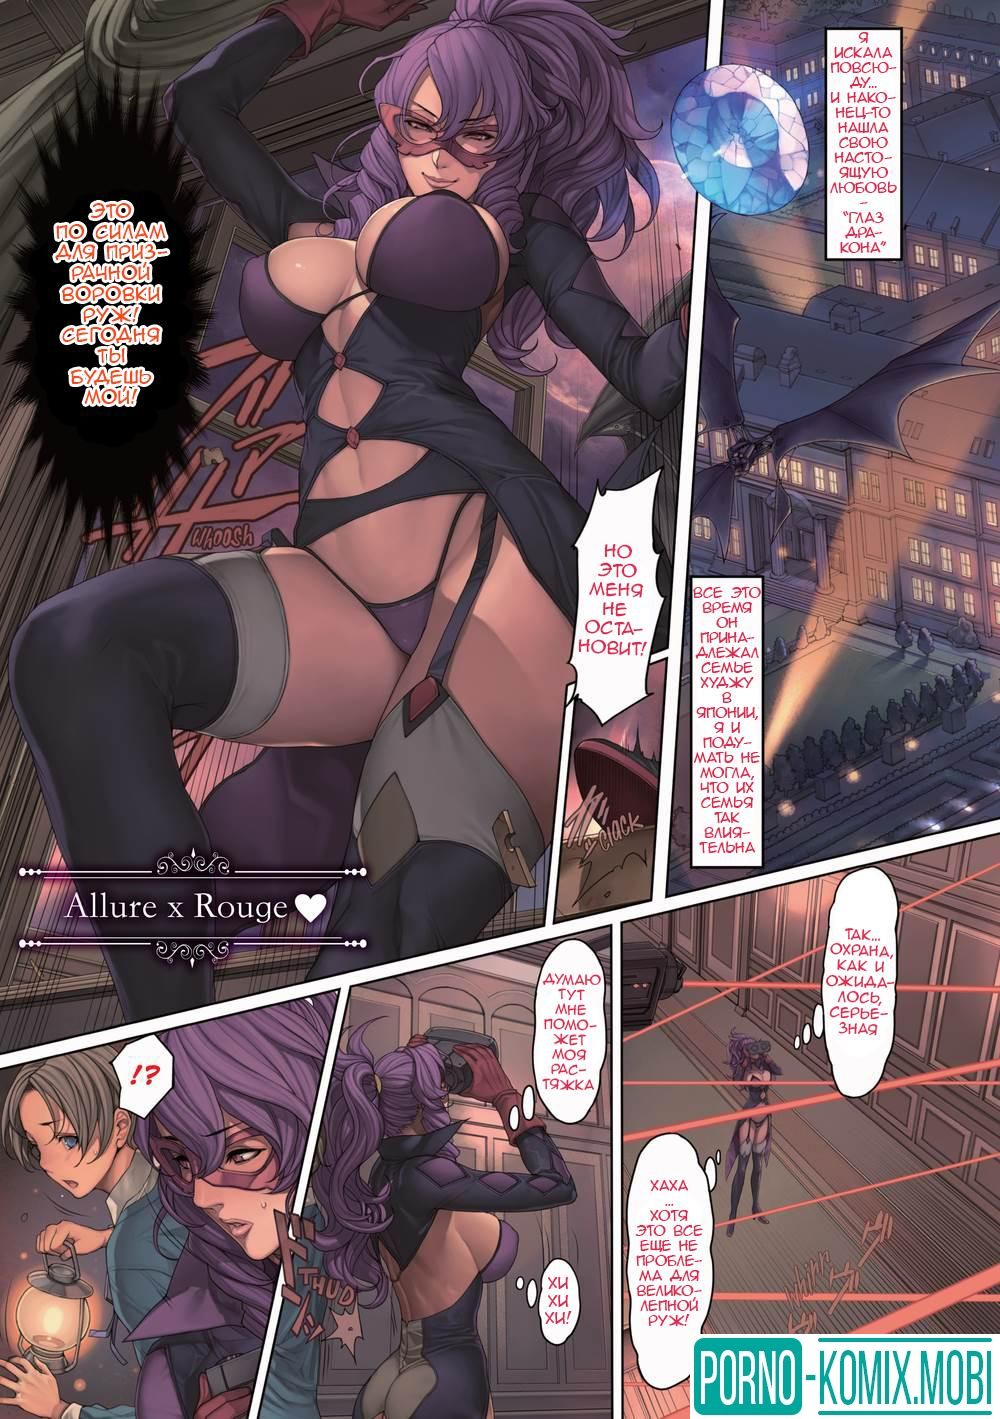 Я
ИСКАЛА
ПОВСЮ-
ДУ...
И НАКО-
НЕЦ-ТО
НАШЛА
СВОЮ
НАСТО-
ЯЩУЮ
ЛЮБОВЬ
-
"ГЛАЗ
ДРА-
КОНА"
ВСЕ ЭТО
ВРЕМЯ
ОН
ПРИНА-
ДЛЕЖАЛ
СЕМЬЕ
ХУДЖУ
В
ЯПОНИИ,
Я И
ПОДУ-
МАТЬ НЕ
МОГЛА,
ЧТО ИХ
СЕМЬЯ
ТАК
ВЛИЯ-
ТЕЛЬНА
НО
ЭТО
МЕНЯ
НЕ
ОСТА-
НОВИТ!
CLACK
ЭТО
ПО СИЛАМ
ДЛЯ ПРИЗ-
РАЧНОЙ
ВОРОВКИ
РУЖ!
СЕГОДНЯ
ТЫ
БУДЕШЬ
МОЙ!
WHOOSH
Allure x Rouge
ТАК...
ОХРАНА,
КАК И
ОЖИДА-
ЛОСЬ,
СЕРЬЕ-
ЗНАЯ
ХАХА
...
ХОТЯ
ЭТО ВСЕ
ЕЩЕ НЕ
ПРОБЛЕ-
МА ДЛЯ
ВЕЛИКО-
ЛЕПНОЙ
РУЖ!
ДУМАЮ
ТУТ
МНЕ
ПОМО-
ЖЕТ
МОЯ
РАС-
ТЯЖКА
ХИ
ХИ
ХИ!
THUD
!?
PORNO-KOMIX.MOBI